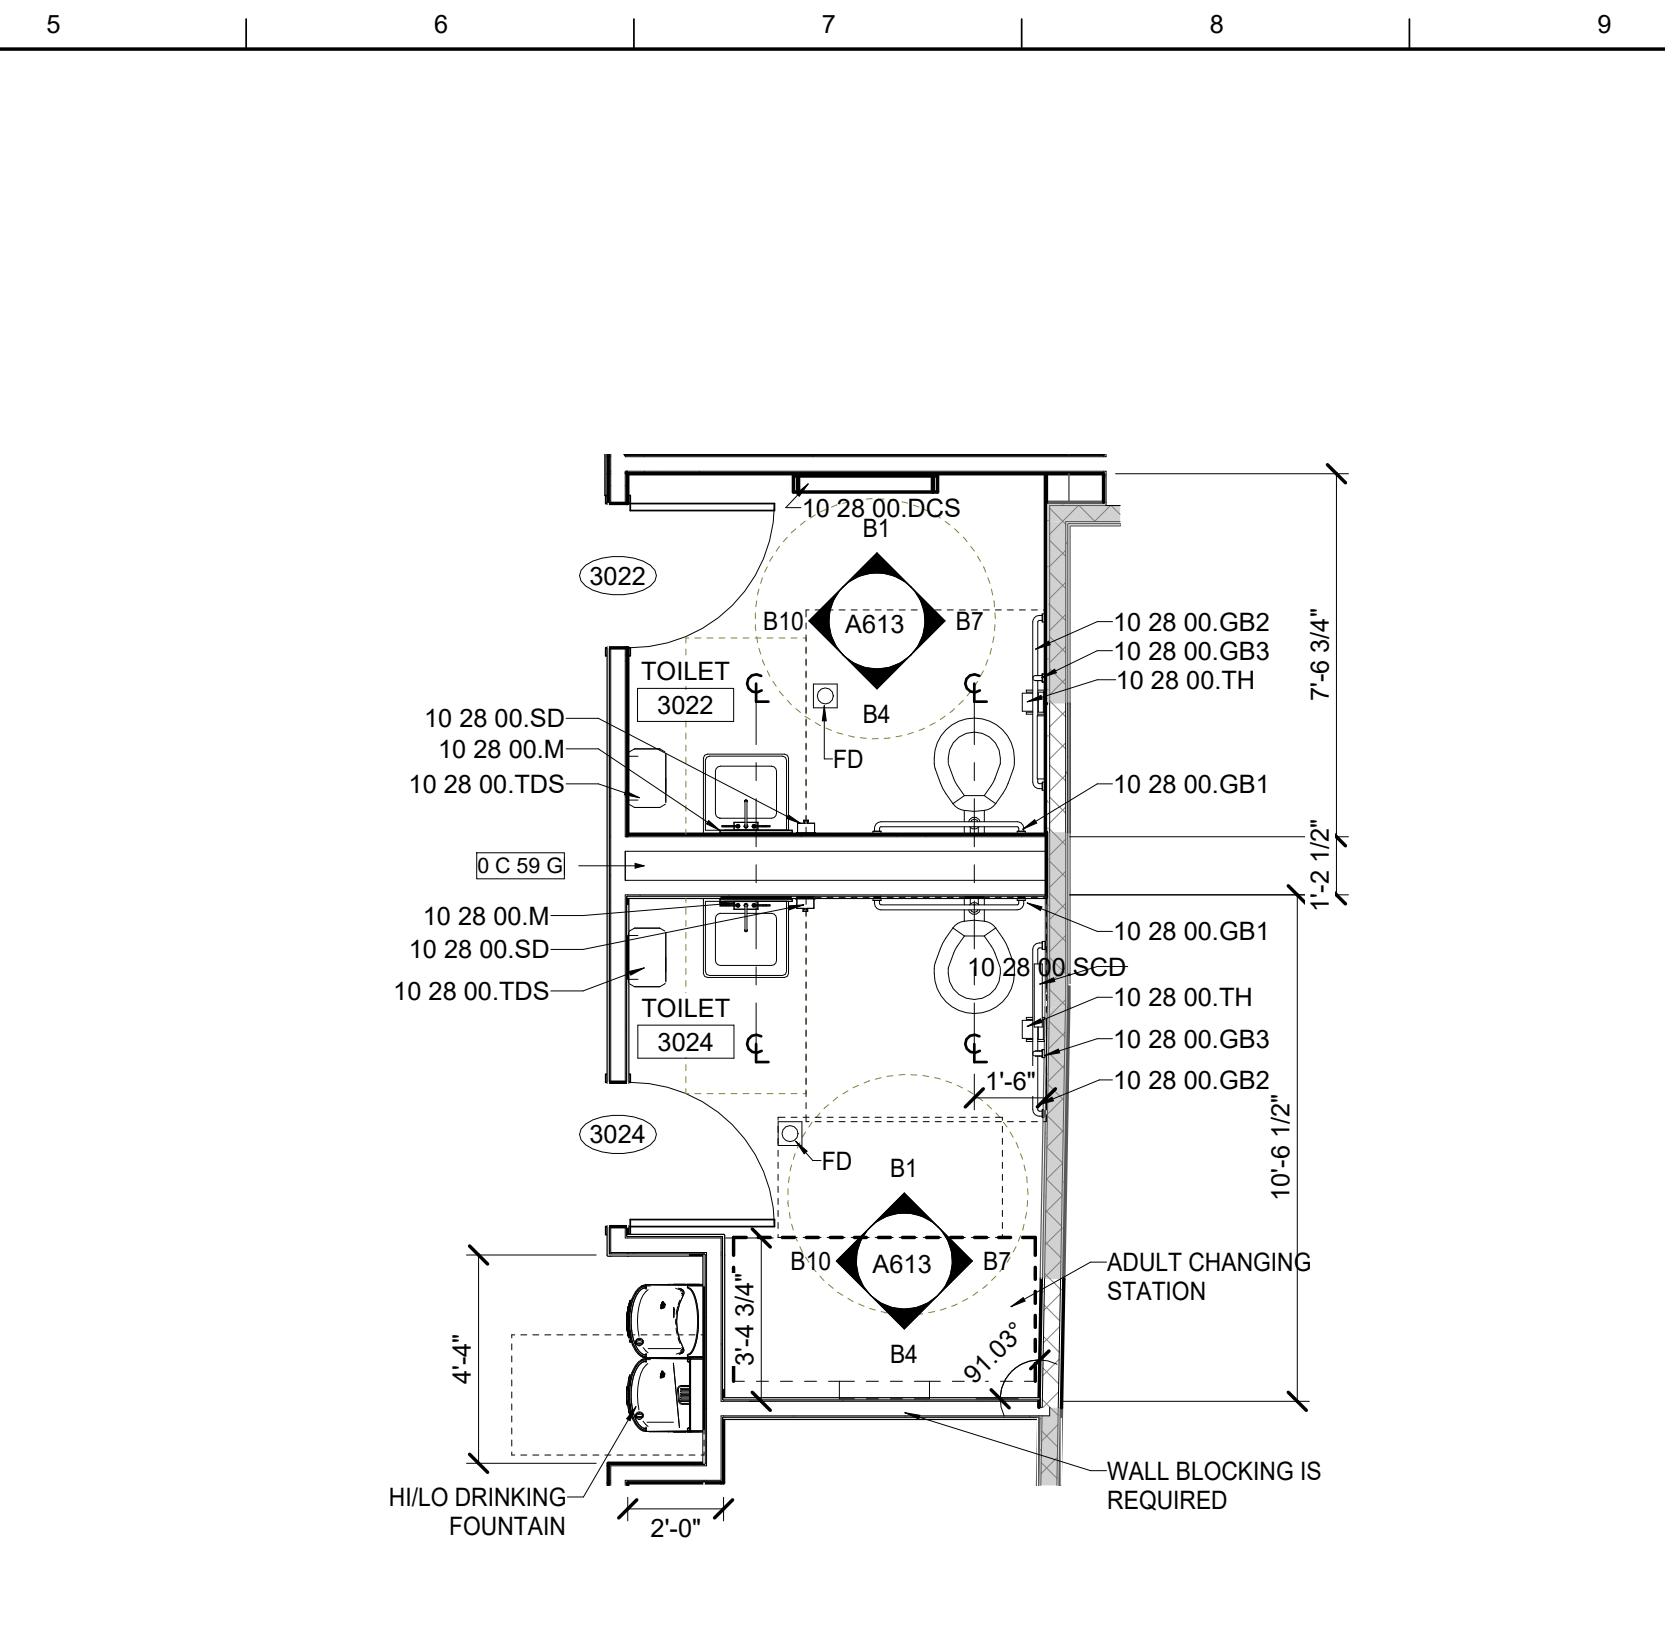 5 6 7 8 9
10 28 00.DCS
B1
3022
B10 A613 B7
10 28 00.GB2
10 28 00.GB3
10 28 00.TH
7'-6 3/4"
TOILET
3022
℄ ℄
10 28 00.SD
10 28 00.M
10 28 00.TDS
B4
FD
10 28 00.GB1
0 C 59 G
1'-2 1/2"
10 28 00.M
10 28 00.SD
10 28 00.TDS
10 28 00.GB1
10 28 00.SCD
10 28 00.TH
10 28 00.GB3
10 28 00.GB2
TOILET
3024
℄ ℄
1'-6"
10'-6 1/2"
3024
FD
B1
B10 A613 B7
B4
ADULT CHANGING
STATION
3'-4 3/4"
91.03°
4'-4"
WALL BLOCKING IS
REQUIRED
HI/LO DRINKING
FOUNTAIN
2'-0"